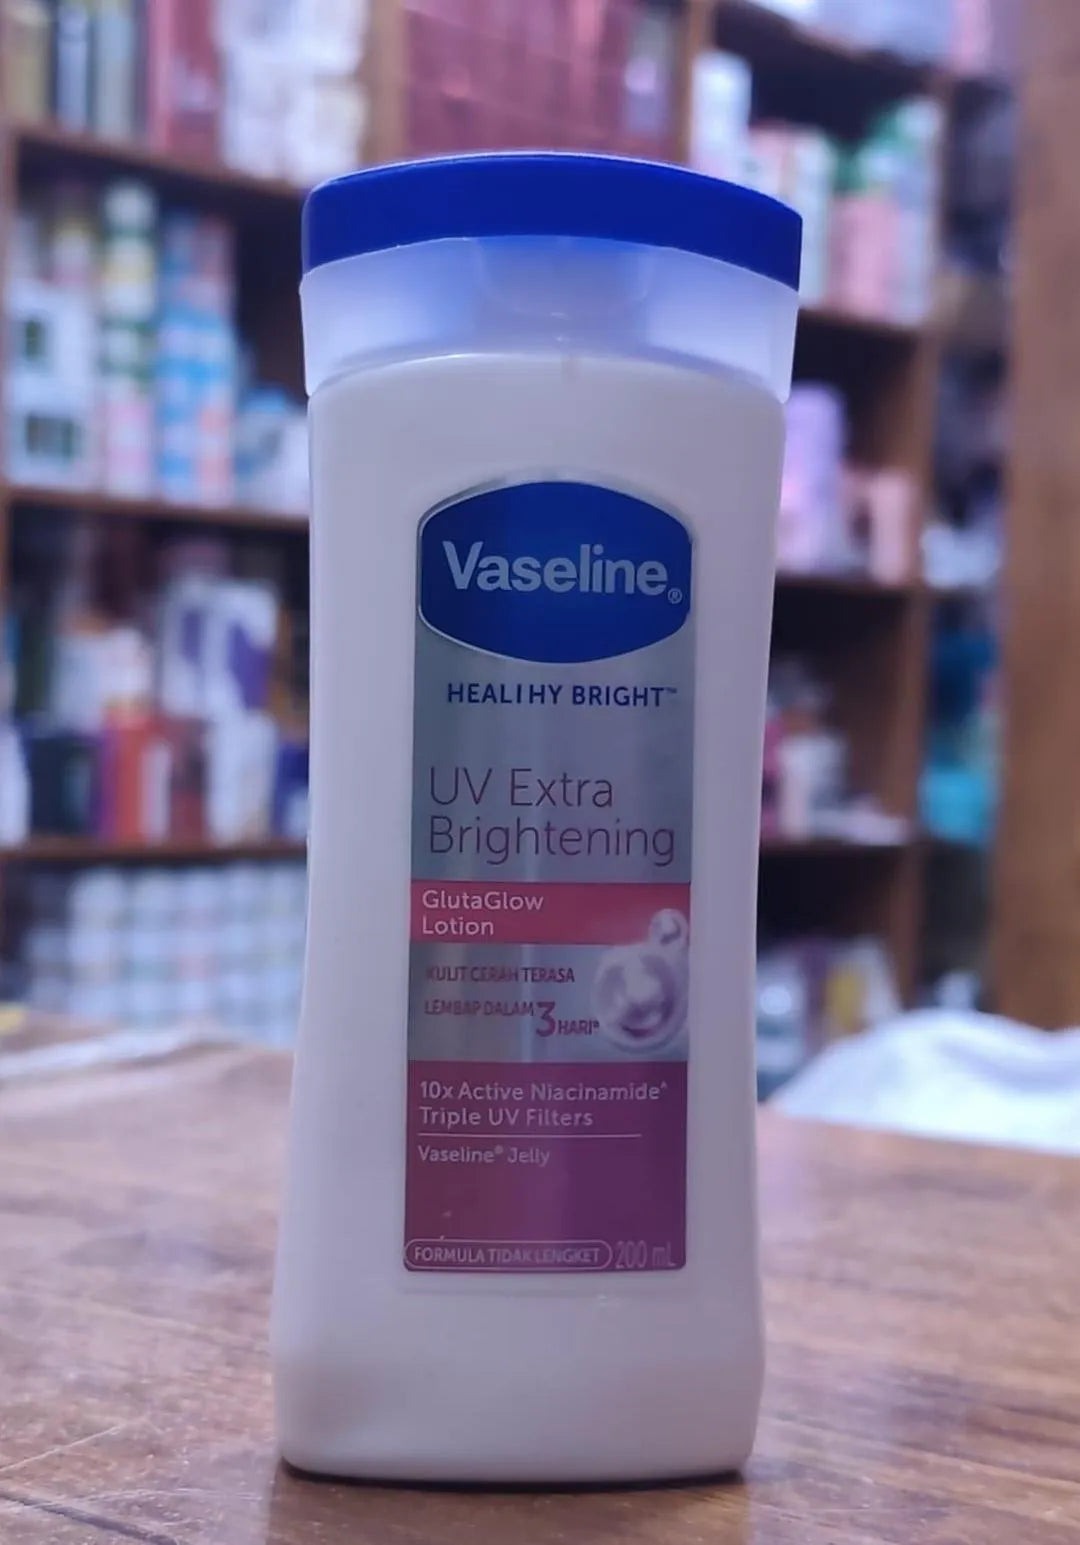 Vaseline®
HEALTHY BRIGHT™
UV Extra
Brightening
GlutaGlow
Lotion
KULIT CERAH TERASA
LEMBAP DALAM 3 HARI*
10x Active Niacinamide^
Triple UV Filters
Vaseline® Jelly
FORMULA TIDAK LENGKET 200 mL